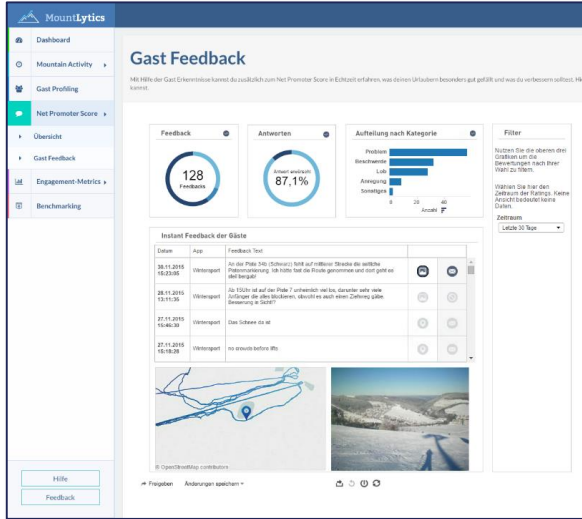 MountLytics
Dashboard
Mountain Activity
Gast Profiling
Net Promoter Score
Übersicht
Gast Feedback
Engagement-Metrics
Benchmarking
Hilfe
Feedback
Gast Feedback
Mit Hilfe der Gast Erkenntnisse kannst du zusätzlich zum Net Promoter Score in Echtzeit erfahren, was deinen Urlaubern besonders gut gefällt und was du verbessern solltest. Hie
kannst.
Feedback
128
Feedbacks
Antworten
Antwort erwünscht
87,1%
Aufteilung nach Kategorie
Problem
Beschwerde
Lob
Anregung
Sonstiges
0 20 40
Anzahl
Filter
Nutzen Sie die oberen drei
Grafiken um die
Bewertungen nach Ihrer
Wahl zu filtern.
Wählen Sie hier den
Zeitraum der Ratings. Keine
Ansicht bedeutet keine
Daten.
Zeitraum
Letzte 30 Tage
Instant Feedback der Gäste
Datum App Feedback Text
30.11.2015
15:23:05
Wintersport
An der Piste 54b (Schwarz) fehlt auf mittlerer Strecke die seitliche
Pistenmarkierung. Ich hätte fast die Route genommen und dort geht es
steil bergab!
28.11.2015
13:11:35
Wintersport
Ab 15Uhr ist auf der Piste 7 unheimlich viel los, darunter sehr viele
Anfänger die alles blockieren, obwohl es auch einen Ziehweg gäbe.
Besserung in Sicht?
27.11.2015
15:46:30
Wintersport
Das Scheee da ist
27.11.2015
15:18:28
Wintersport
no crowds before lifts
© OpenStreetMap contributors
Freigeben Änderungen speichern